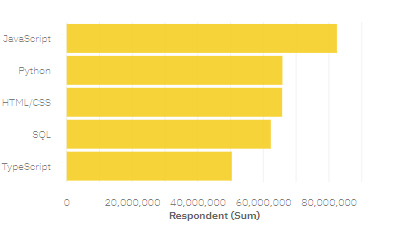 JavaScript
Python
HTML/CSS
SQL
TypeScript
0 20,000,000 40,000,000 60,000,000 80,000,000
Respondent (Sum)